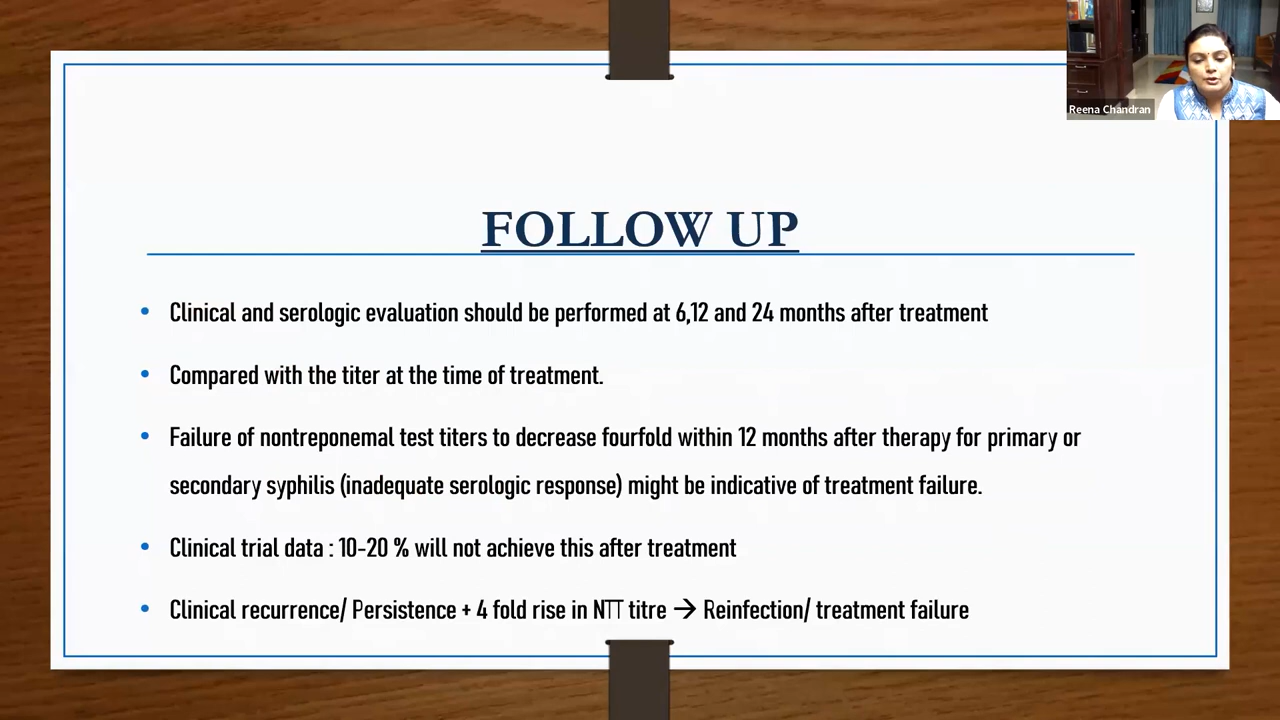 Reena Chandran
FOLLOW UP
• Clinical and serologic evaluation should be performed at 6,12 and 24 months after treatment
• Compared with the titer at the time of treatment.
• Failure of nontreponemal test titers to decrease fourfold within 12 months after therapy for primary or
secondary syphilis (inadequate serologic response) might be indicative of treatment failure.
• Clinical trial data : 10-20 % will not achieve this after treatment
• Clinical recurrence/ Persistence + 4 fold rise in NTT titre → Reinfection/ treatment failure